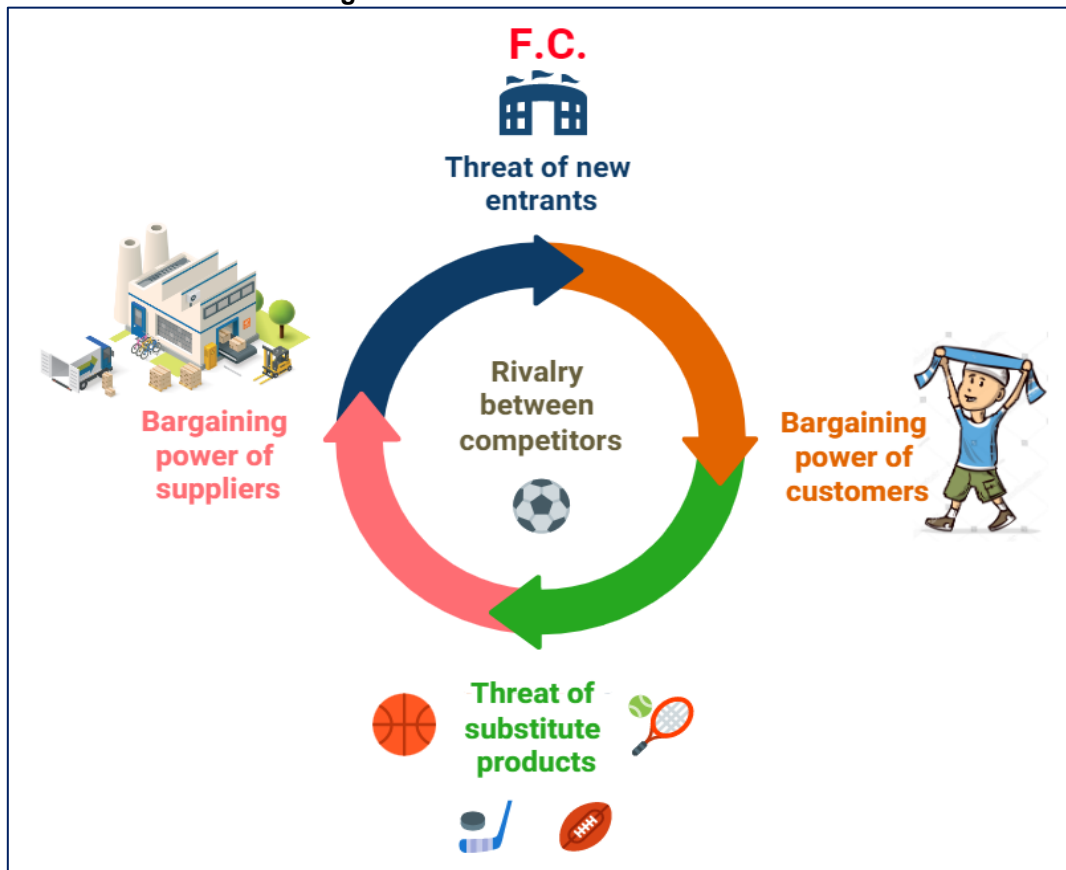 F.C.
Threat of new
entrants
Rivalry
between
competitors
Bargaining
power of
suppliers
Bargaining
power of
customers
Threat of
substitute
products